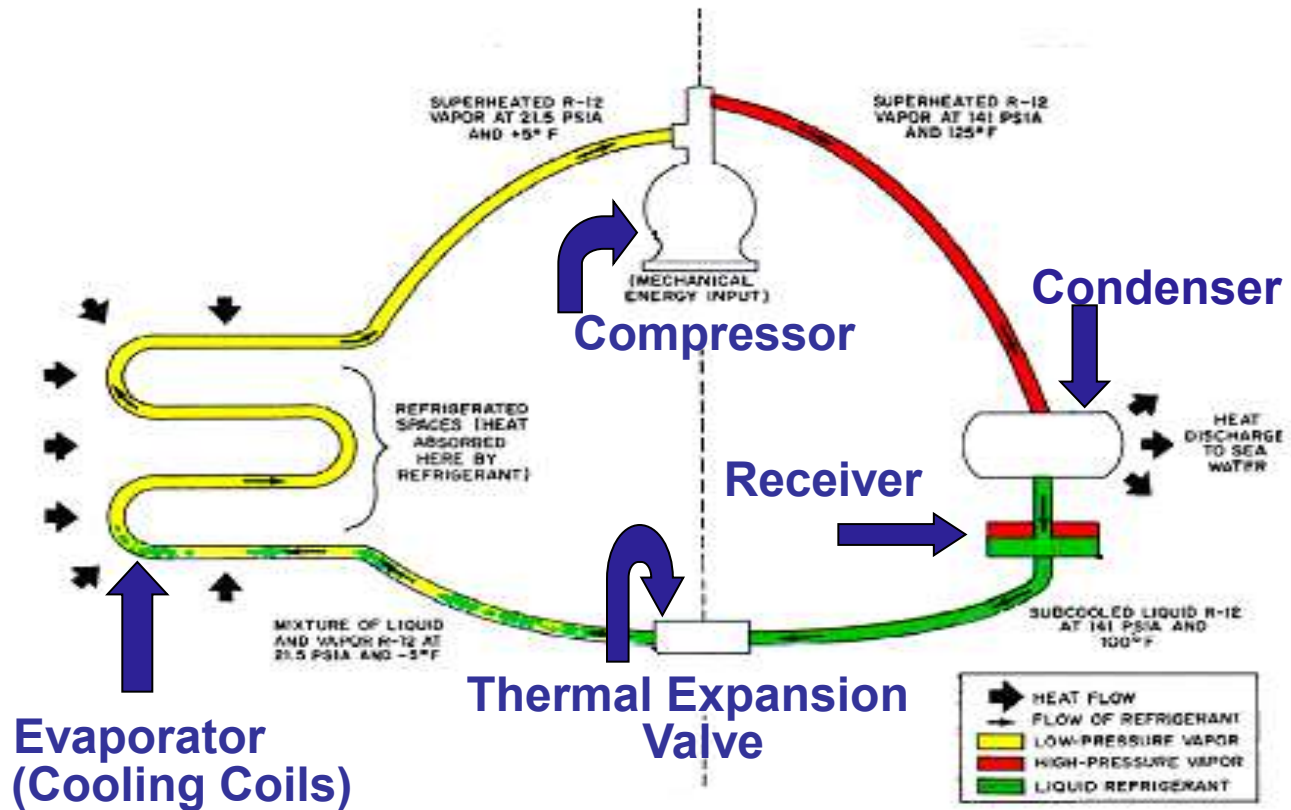 SUPERHEATED R-12
VAPOR AT 21.5 PSIA
AND +5° F
SUPERHEATED R-12
VAPOR AT 141 PSIA
AND 125° F
(MECHANICAL
ENERGY INPUT)
Compressor
Condenser
HEAT
DISCHARGE
TO SEA
WATER
REFRIGERATED
SPACES (HEAT
ABSORBED
HERE BY
REFRIGERANT)
Receiver
MIXTURE OF LIQUID
AND VAPOR R-12 AT
21.5 PSIA AND -5°F
SUBCOOLED LIQUID R-12
AT 141 PSIA AND
100°F
Thermal Expansion
Valve
Evaporator
(Cooling Coils)
HEAT FLOW
FLOW OF REFRIGERANT
LOW-PRESSURE VAPOR
HIGH-PRESSURE VAPOR
LIQUID REFRIGERANT